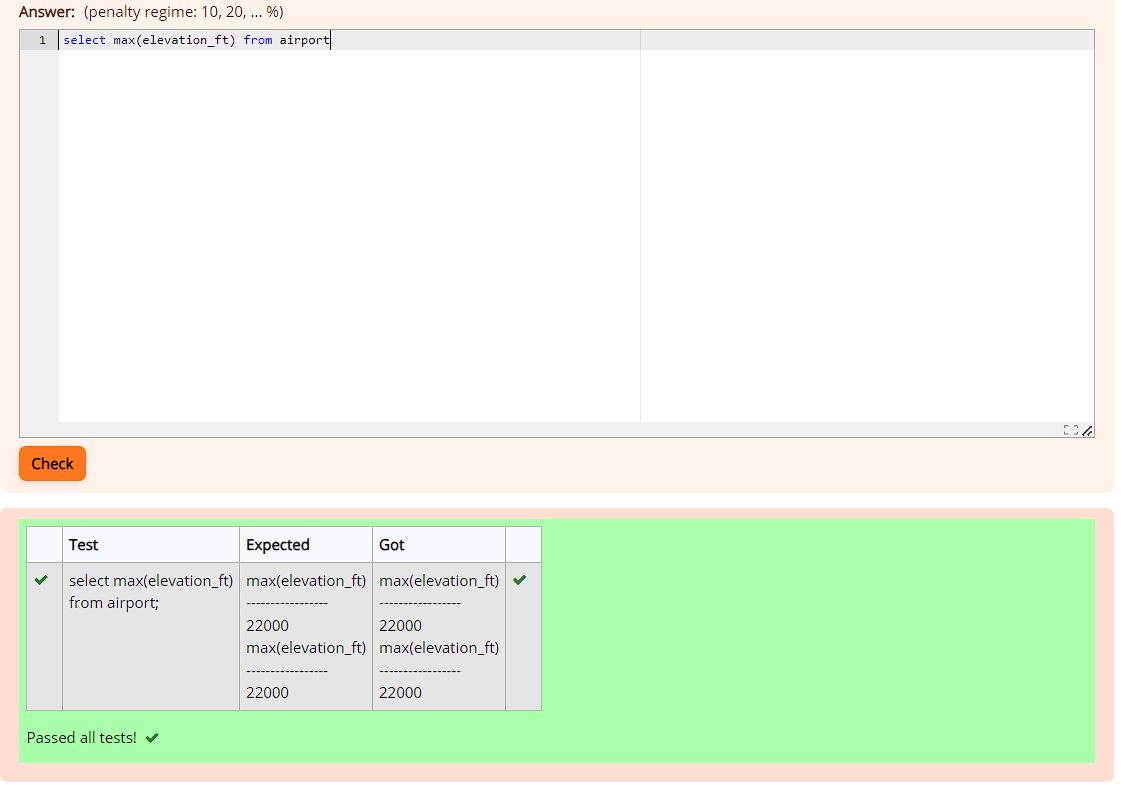 Answer: (penalty regime: 10, 20, ... %)
1 select max(elevation_ft) from airport
Check
Test Expected Got
select max(elevation_ft) max(elevation_ft) max(elevation_ft)
from airport; ----------------- -----------------
22000 22000
max(elevation_ft) max(elevation_ft)
----------------- -----------------
22000 22000
Passed all tests!